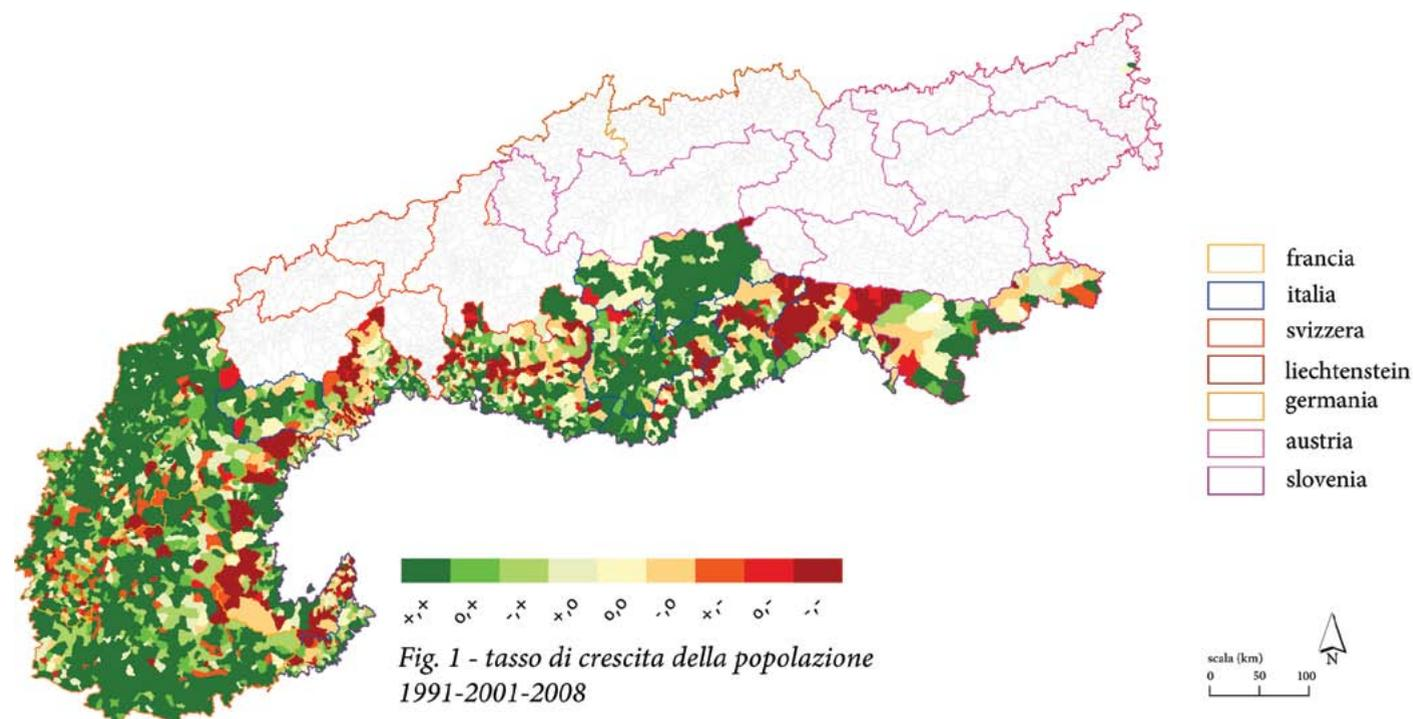 francia
italia
svizzera
liechtenstein
germania
austria
slovenia
x,x
0,x
-,x
x,0
0,0
-,0
x,-
0,-
-,-
Fig. 1 - tasso di crescita della popolazione
1991-2001-2008
scala (km)
0 50 100
N